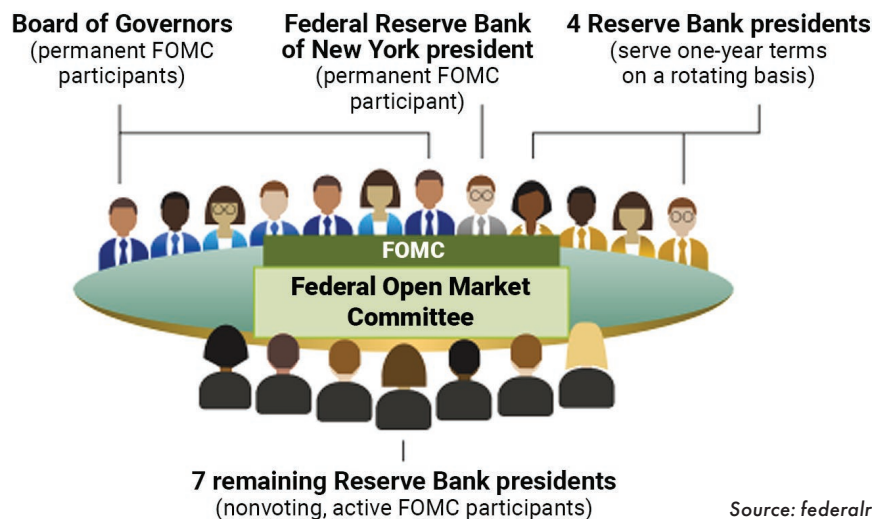 Board of Governors
(permanent FOMC
participants)
Federal Reserve Bank
of New York president
(permanent FOMC
participant)
4 Reserve Bank presidents
(serve one-year terms
on a rotating basis)
FOMC
Federal Open Market
Committee
7 remaining Reserve Bank presidents
(nonvoting, active FOMC participants)
Source: federalr